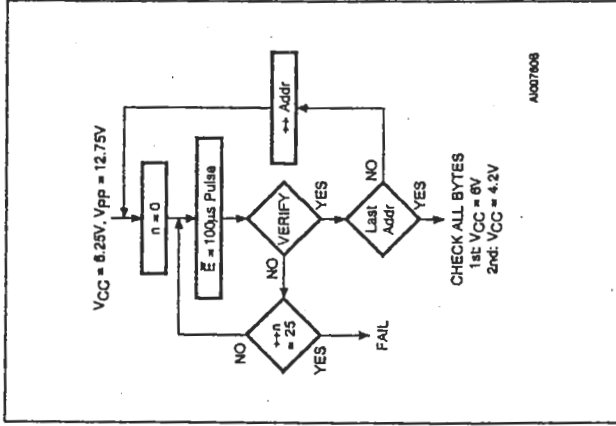 VCC = 6.25V, VPP = 12.75V
n = 0
E = 100µs Pulse
++ Addr
VERIFY
NO
YES
++n
= 25
NO
YES
FAIL
Last
Addr
NO
YES
CHECK ALL BYTES
1st: VCC = 6V
2nd: VCC = 4.2V
AI00760B